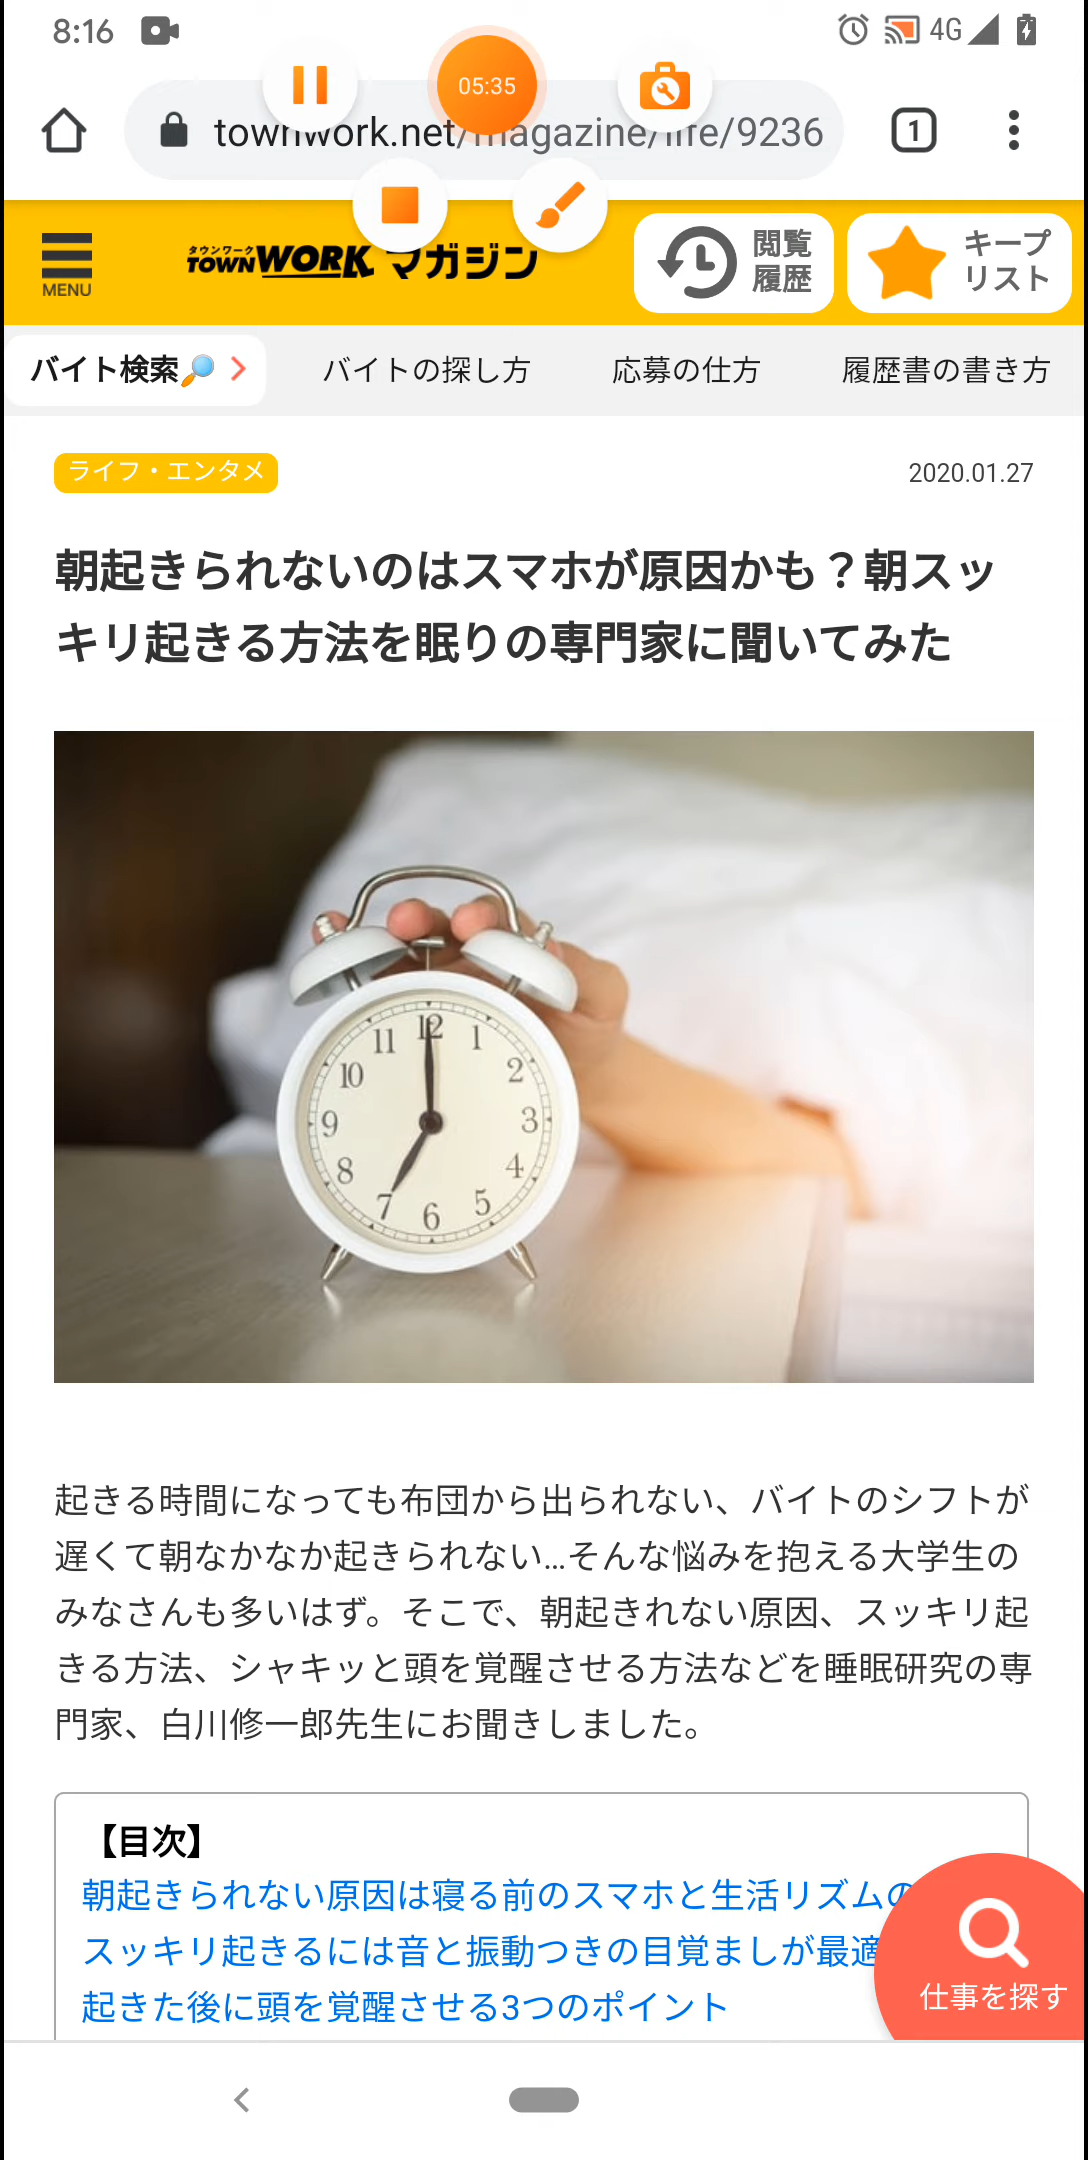 8:16
4G
05:35
townwork.net/magazine/life/9236
1
MENU
タウンワーク
TOWNWORK マガジン
閲覧
履歴
キープ
リスト
バイト検索
バイトの探し方
応募の仕方
履歴書の書き方
ライフ・エンタメ
2020.01.27
朝起きられないのはスマホが原因かも？朝スッ
キリ起きる方法を眠りの専門家に聞いてみた
12
1
2
3
4
5
6
7
8
9
10
11
起きる時間になっても布団から出られない、バイトのシフトが
遅くて朝なかなか起きられない…そんな悩みを抱える大学生の
みなさんも多いはず。そこで、朝起きれない原因、スッキリ起
きる方法、シャキッと頭を覚醒させる方法などを睡眠研究の専
門家、白川修一郎先生にお聞きしました。
【目次】
朝起きられない原因は寝る前のスマホと生活リズムの
スッキリ起きるには音と振動つきの目覚ましが最適
起きた後に頭を覚醒させる3つのポイント
仕事を探す